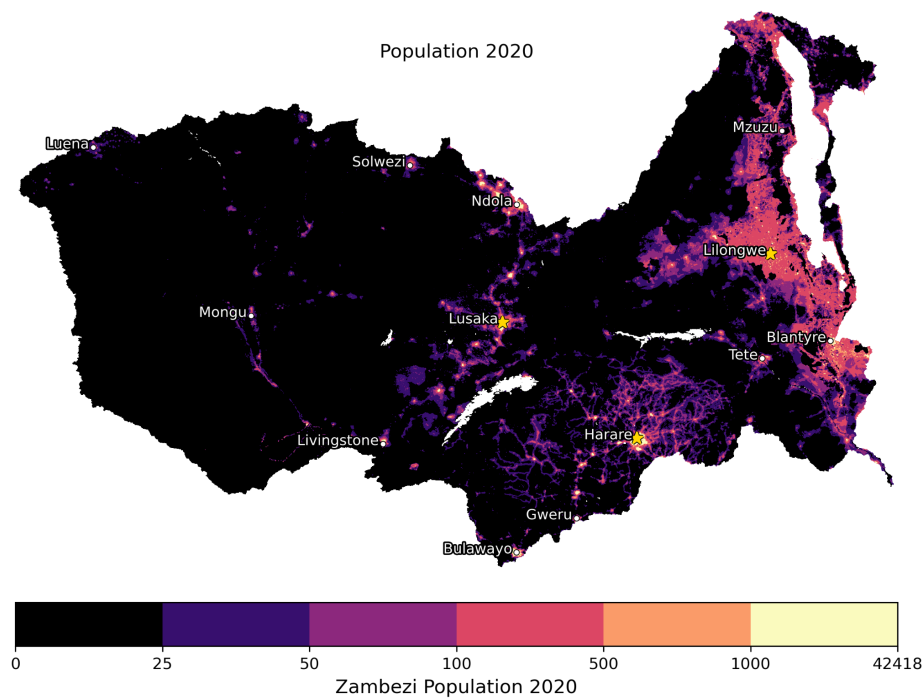 Population 2020
Mzuzu
Luena
Solwezi
Ndola
Lilongwe
Mongu
Lusaka
Blantyre
Tete
Harare
Livingstone
Gweru
Bulawayo
0 25 50 100 500 1000 42418
Zambezi Population 2020